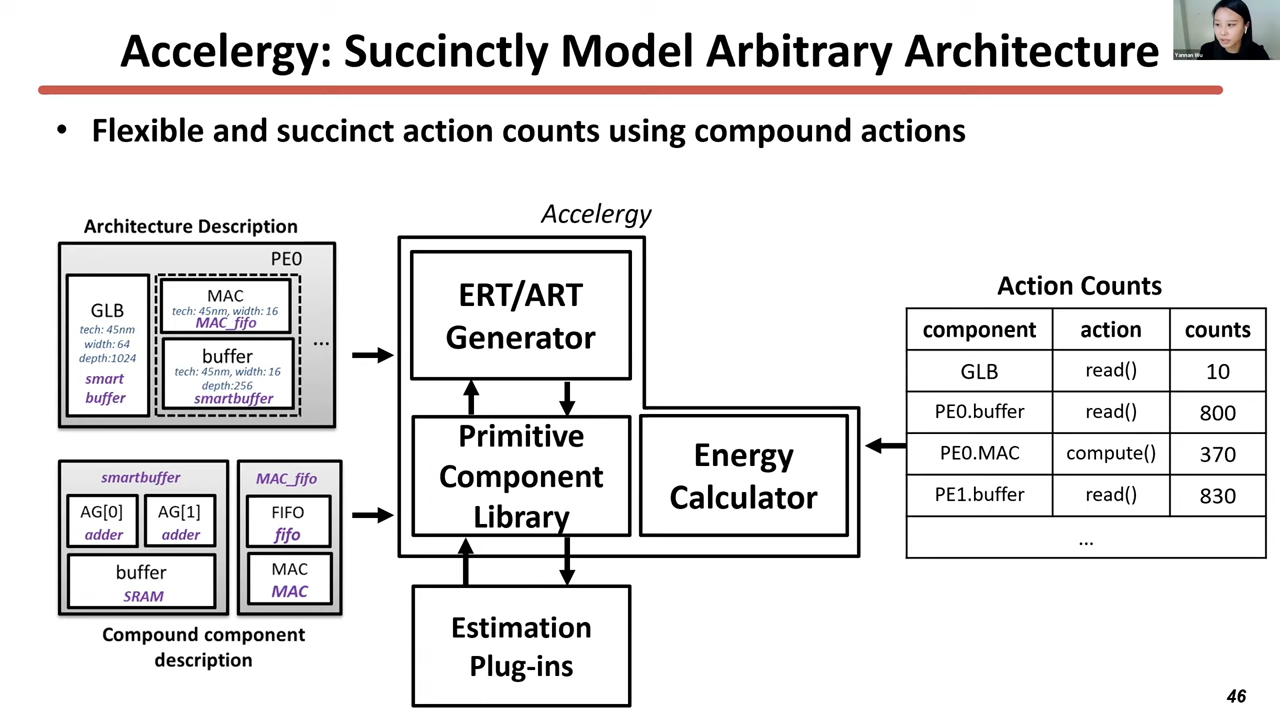 Accelergy: Succinctly Model Arbitrary Architecture
Yannan Wu
• Flexible and succinct action counts using compound actions
Architecture Description
PE0
GLB
tech: 45nm
width: 64
depth:1024
smart
buffer
MAC
tech: 45nm, width: 16
MAC_fifo
buffer
tech: 45nm, width: 16
depth:256
smartbuffer
...
smartbuffer
AG[0]
adder
AG[1]
adder
buffer
SRAM
MAC_fifo
FIFO
fifo
MAC
MAC
Compound component
description
Accelergy
ERT/ART
Generator
Primitive
Component
Library
Energy
Calculator
Estimation
Plug-ins
Action Counts
component action counts
GLB read() 10
PE0.buffer read() 800
PE0.MAC compute() 370
PE1.buffer read() 830
...
46